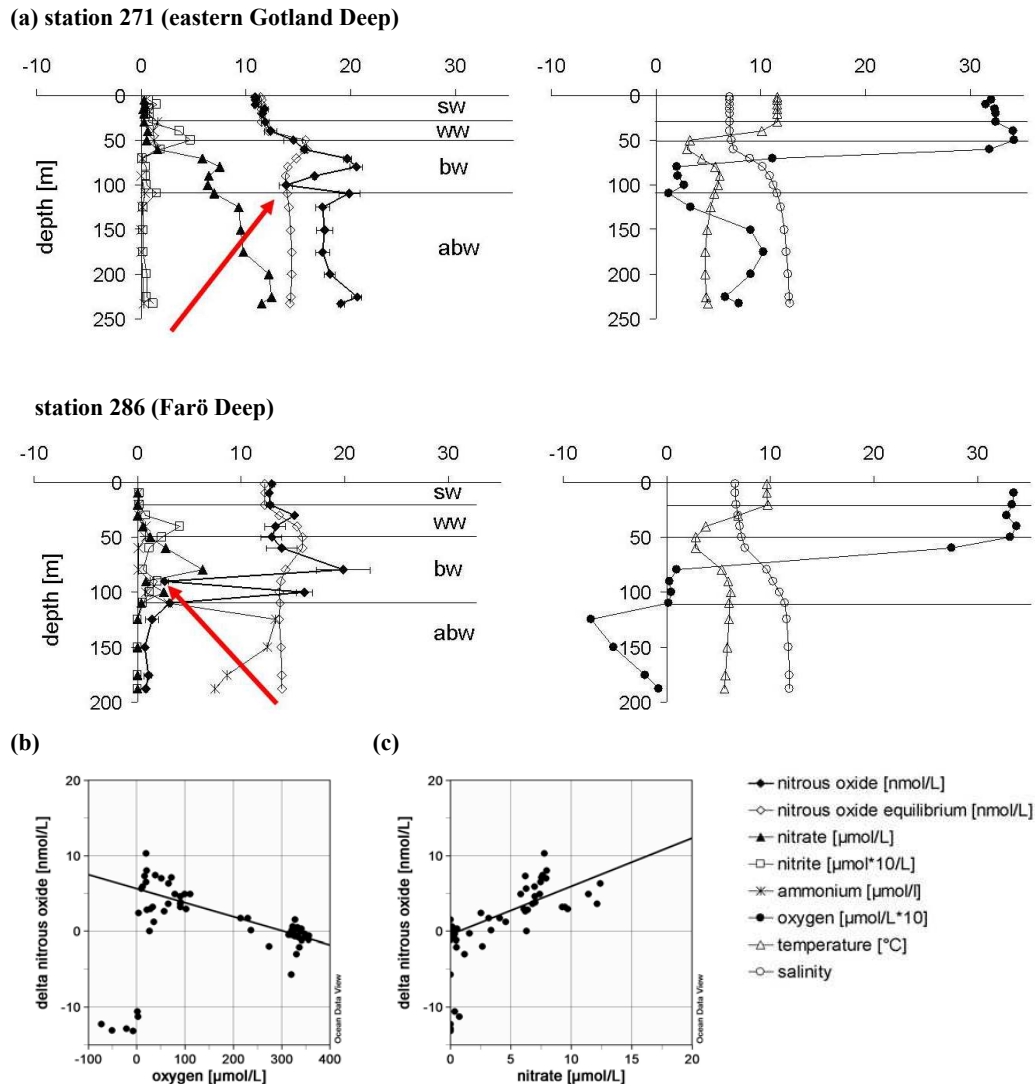 (a) station 271 (eastern Gotland Deep)
-10 0 10 20 30
-10 0 10 20 30
0
50
100
150
200
250
depth [m]
sw
ww
bw
abw
0
50
100
150
200
250
station 286 (Farö Deep)
-10 0 10 20 30
-10 0 10 20 30
0
50
100
150
200
depth [m]
sw
ww
bw
abw
0
50
100
150
200
(b)
20
10
0
-10
delta nitrous oxide [nmol/L]
-100 0 100 200 300 400
oxygen [µmol/L]
Ocean Data View
(c)
20
10
0
-10
delta nitrous oxide [nmol/L]
0 5 10 15 20
nitrate [µmol/L]
Ocean Data View
nitrous oxide [nmol/L]
nitrous oxide equilibrium [nmol/L]
nitrate [µmol/L]
nitrite [µmol*10/L]
ammonium [µmol/l]
oxygen [µmol/L*10]
temperature [°C]
salinity